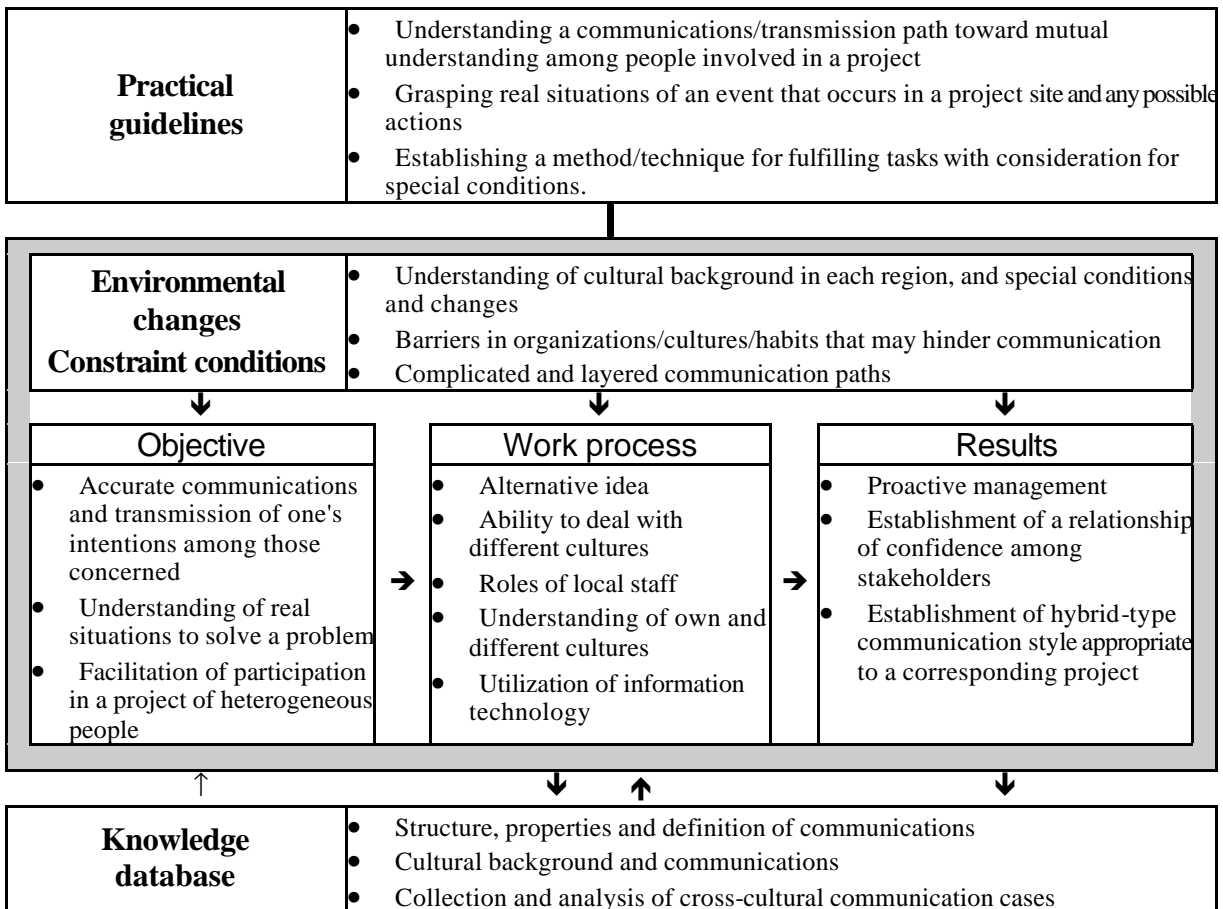 Practical
guidelines
● Understanding a communications/transmission path toward mutual
understanding among people involved in a project
● Grasping real situations of an event that occurs in a project site and any possible
actions
● Establishing a method/technique for fulfilling tasks with consideration for
special conditions.
Environmental
changes
Constraint conditions
● Understanding of cultural background in each region, and special conditions
and changes
● Barriers in organizations/cultures/habits that may hinder communication
● Complicated and layered communication paths
Objective
● Accurate communications
and transmission of one's
intentions among those
concerned
● Understanding of real
situations to solve a problem
● Facilitation of participation
in a project of heterogeneous
people
Work process
● Alternative idea
● Ability to deal with
different cultures
● Roles of local staff
● Understanding of own and
different cultures
● Utilization of information
technology
Results
● Proactive management
● Establishment of a relationship
of confidence among
stakeholders
● Establishment of hybrid-type
communication style appropriate
to a corresponding project
Knowledge
database
● Structure, properties and definition of communications
● Cultural background and communications
● Collection and analysis of cross-cultural communication cases